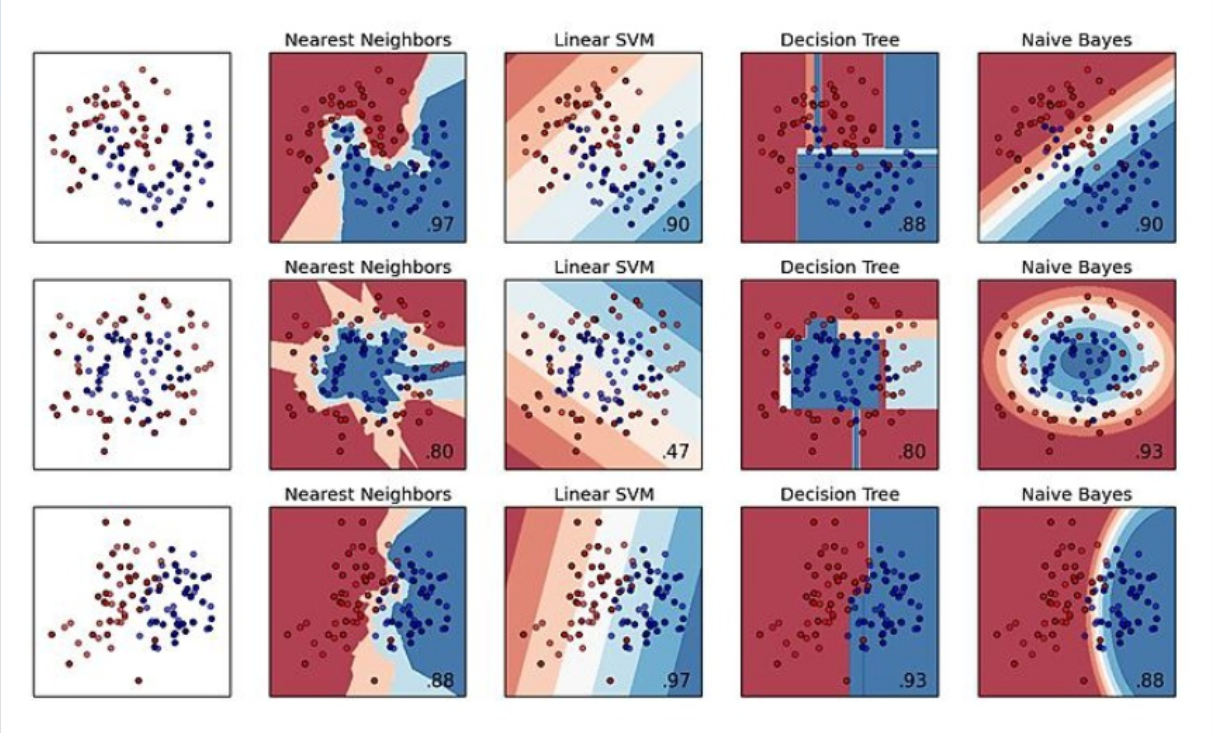 Nearest Neighbors Linear SVM Decision Tree Naive Bayes
.97 .90 .88 .90
Nearest Neighbors Linear SVM Decision Tree Naive Bayes
.80 .47 .80 .93
Nearest Neighbors Linear SVM Decision Tree Naive Bayes
.88 .97 .93 .88